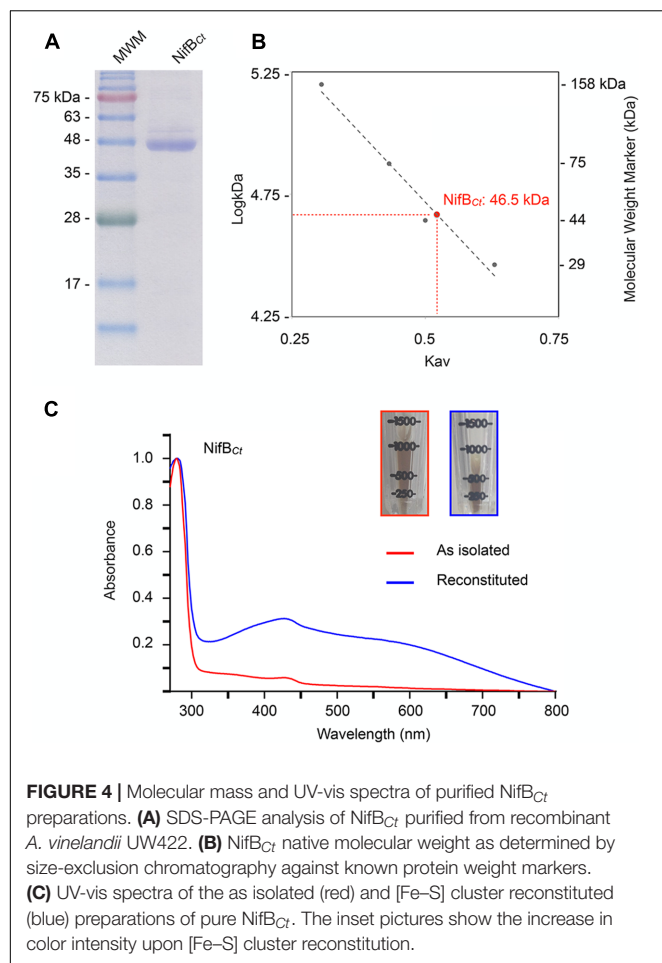 A
MWM
NifBCt
75 kDa -
63 -
48 -
35 -
28 -
17 -
B
5.25 -
4.75 -
4.25 -
LogkDa
NifBCt: 46.5 kDa
- 158 kDa
- 75
- 44
- 29
Molecular Weight Marker (kDa)
0.25
0.5
0.75
Kav
C
NifBCt
1.0
0.8
0.6
0.4
0.2
Absorbance
-1500-
-1000-
-500-
-250-
-1500-
-1000-
-500-
-250-
As isolated
Reconstituted
300
400
500
600
700
800
Wavelength (nm)
FIGURE 4 | Molecular mass and UV-vis spectra of purified NifBCt
preparations. (A) SDS-PAGE analysis of NifBCt purified from recombinant
A. vinelandii UW422. (B) NifBCt native molecular weight as determined by
size-exclusion chromatography against known protein weight markers.
(C) UV-vis spectra of the as isolated (red) and [Fe–S] cluster reconstituted
(blue) preparations of pure NifBCt. The inset pictures show the increase in
color intensity upon [Fe–S] cluster reconstitution.